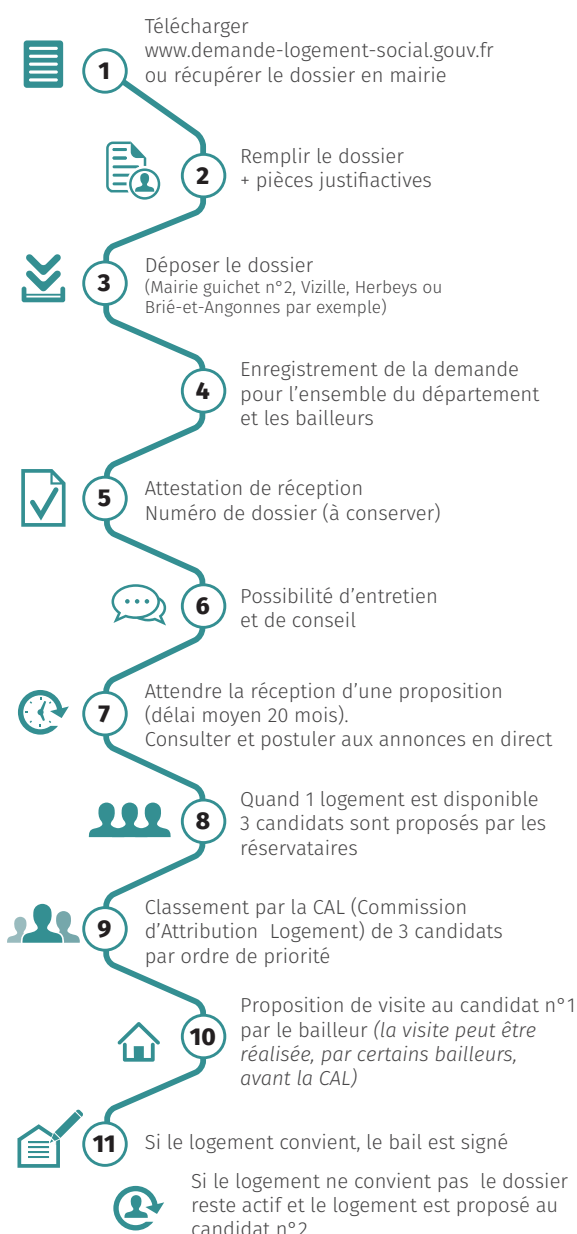 Télécharger
www.demande-logement-social.gouv.fr
1 ou récupérer le dossier en mairie
2 Remplir le dossier
+ pièces justifiactives
3 Déposer le dossier
(Mairie guichet n°2, Vizille, Herbeys ou
Brié-et-Angonnes par exemple)
4 Enregistrement de la demande
pour l’ensemble du département
et les bailleurs
5 Attestation de réception
Numéro de dossier (à conserver)
6 Possibilité d’entretien
et de conseil
7 Attendre la réception d’une proposition
(délai moyen 20 mois).
Consulter et postuler aux annonces en direct
8 Quand 1 logement est disponible
3 candidats sont proposés par les
réservataires
9 Classement par la CAL (Commission
d’Attribution Logement) de 3 candidats
par ordre de priorité
10 Proposition de visite au candidat n°1
par le bailleur (la visite peut être
réalisée, par certains bailleurs,
avant la CAL)
11 Si le logement convient, le bail est signé
Si le logement ne convient pas le dossier
reste actif et le logement est proposé au
candidat n°2